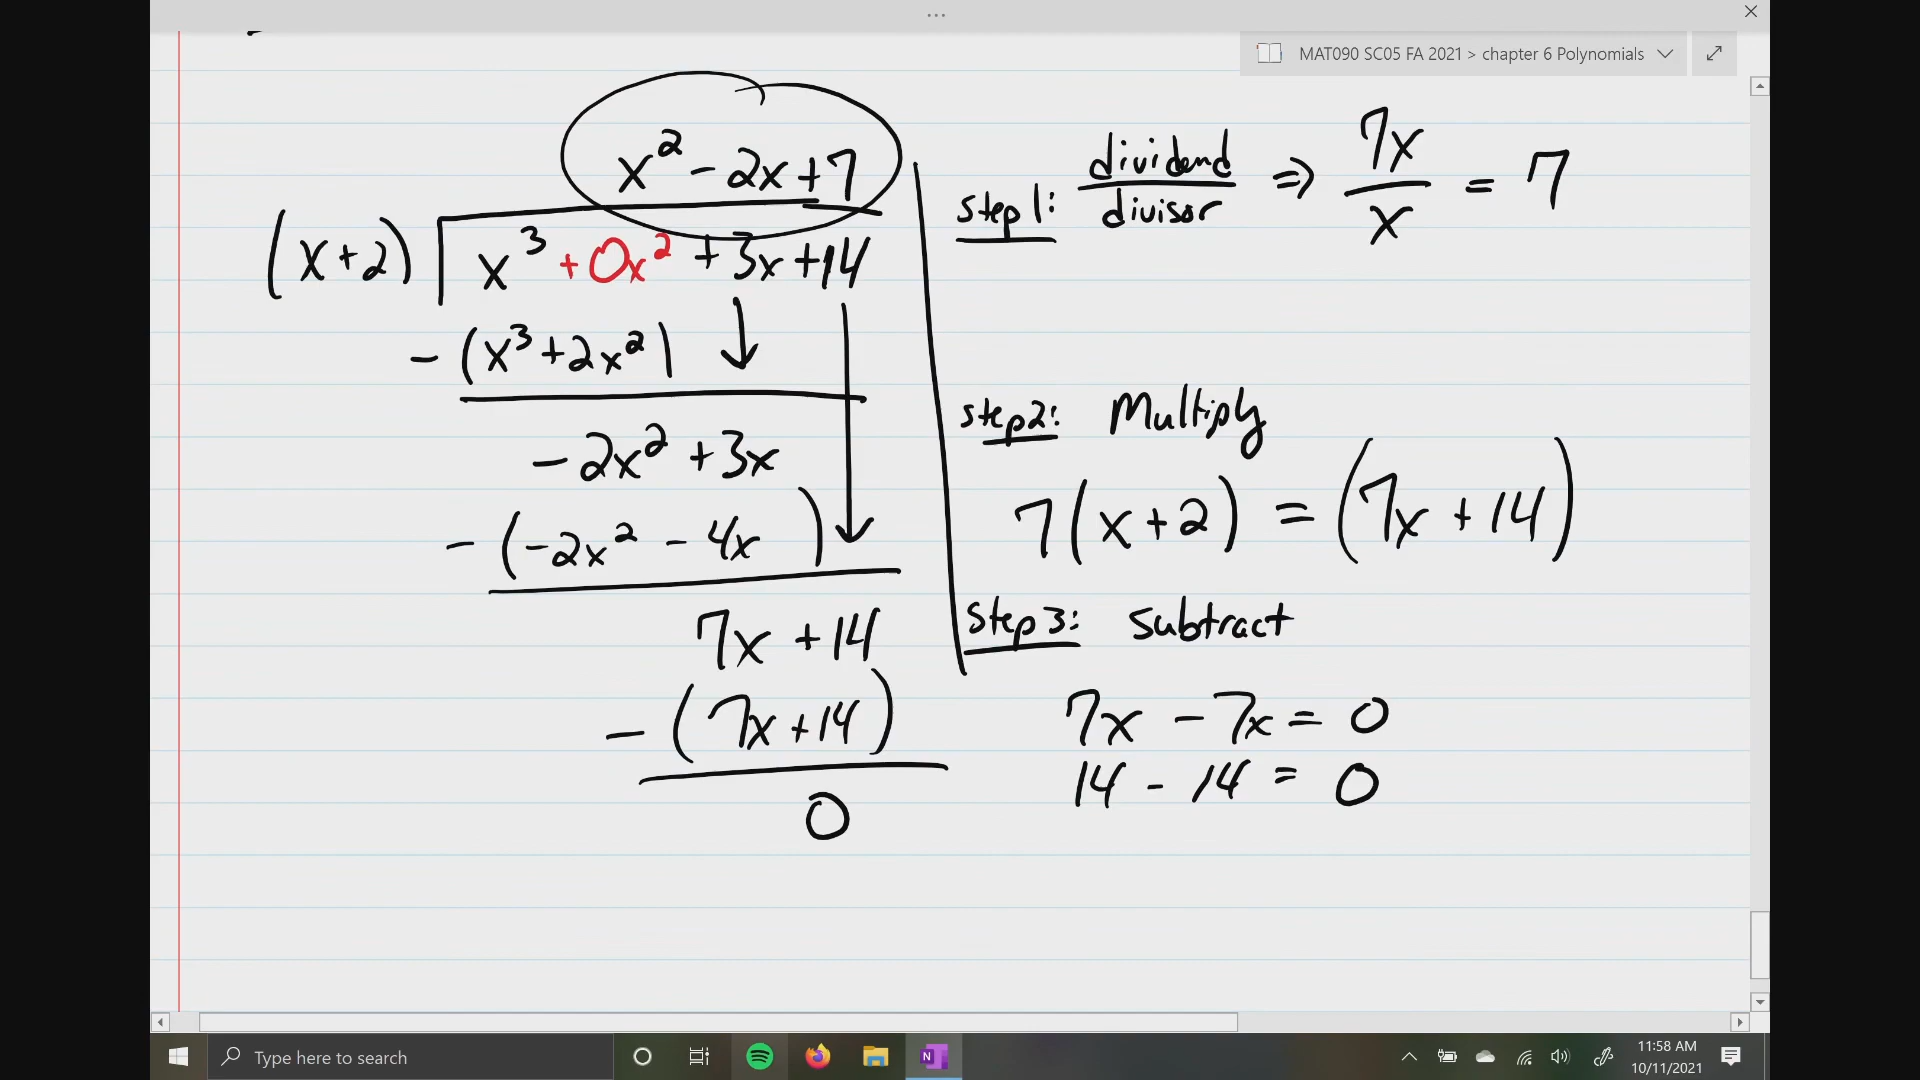 MAT090 SC05 FA 2021 > chapter 6 Polynomials
x² - 2x + 7
(x+2) x³ + 0x² + 3x + 14
- (x³ + 2x²)
- 2x² + 3x
- (-2x² - 4x )
7x + 14
- (7x + 14)
0
step 1: dividend / divisor ⇒ 7x / x = 7
step 2: Multiply
7(x+2) = (7x + 14)
step 3: subtract
7x - 7x = 0
14 - 14 = 0
Type here to search
N
11:58 AM
10/11/2021